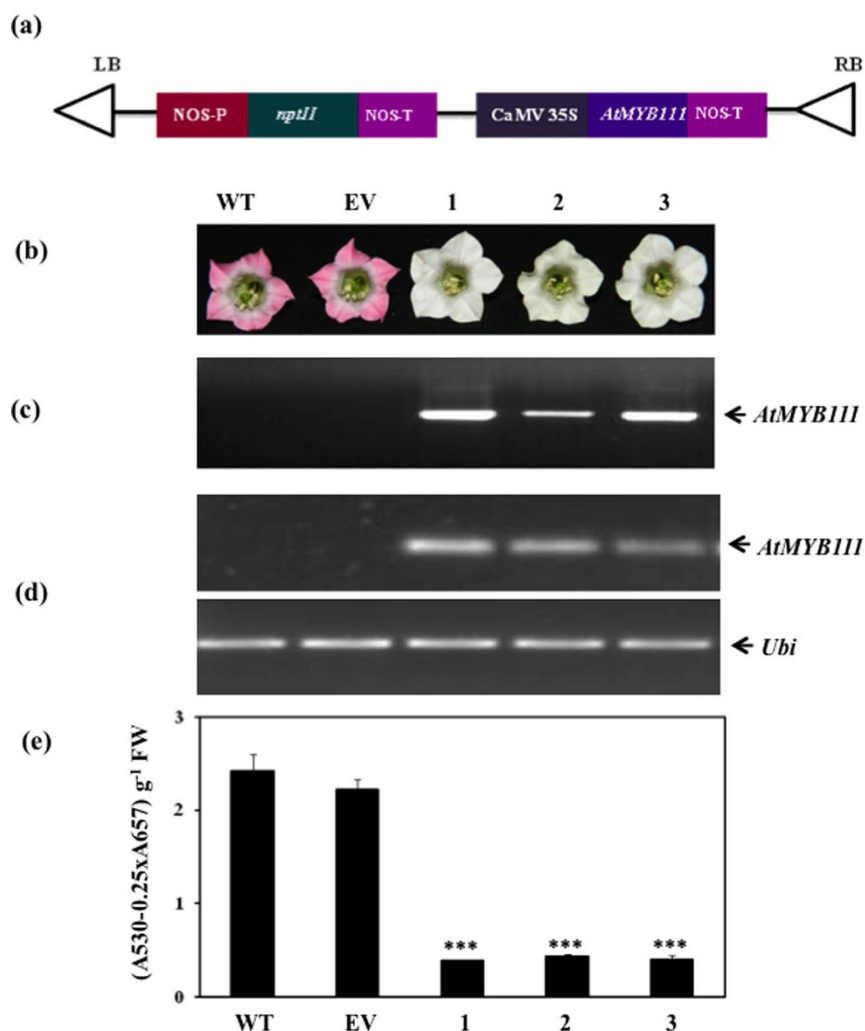 (a)
LB RB
NOS-P nptII NOS-T CaMV 35S AtMYB111 NOS-T
WT EV 1 2 3
(b)
(c) AtMYB111
AtMYB111
(d)
Ubi
(e)
(A530-0.25xA657) g⁻¹ FW
3
2
1
0
*** *** ***
WT EV 1 2 3